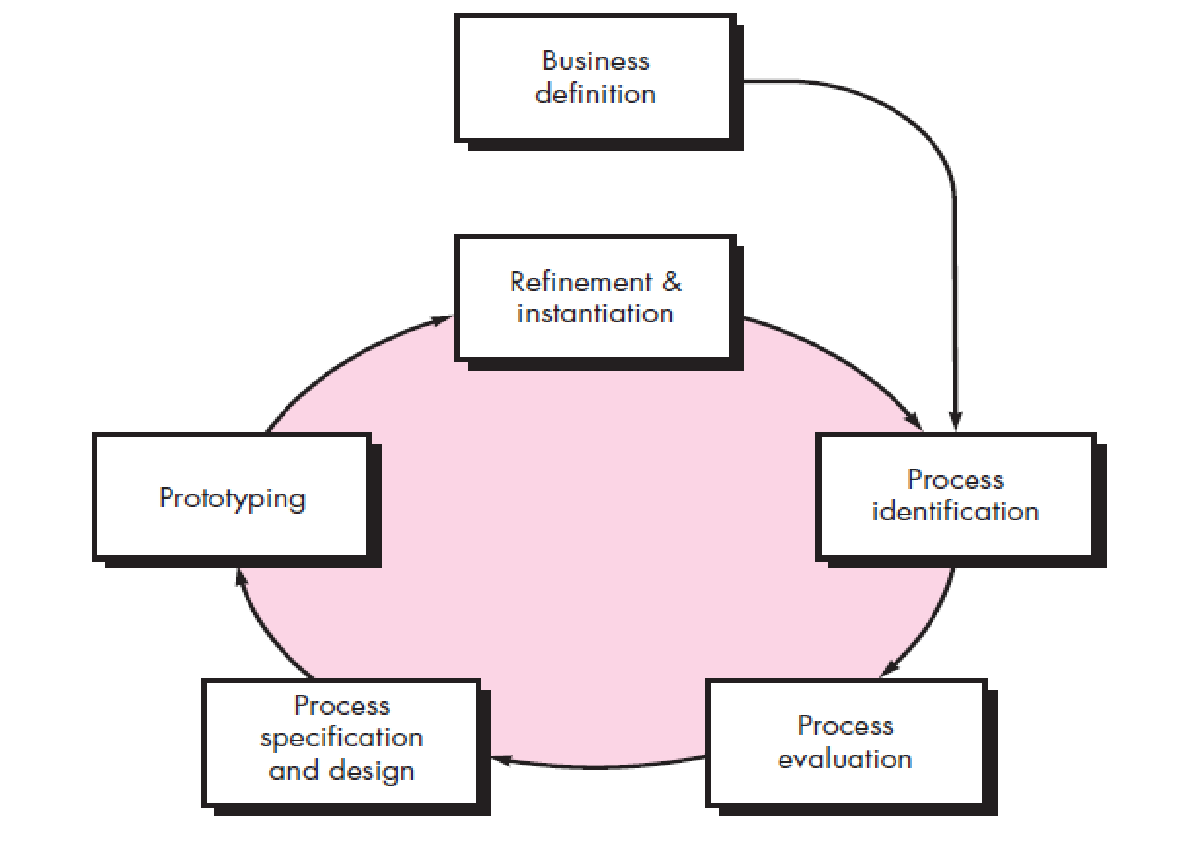 Business
definition
Refinement &
instantiation
Prototyping
Process
identification
Process
specification
and design
Process
evaluation